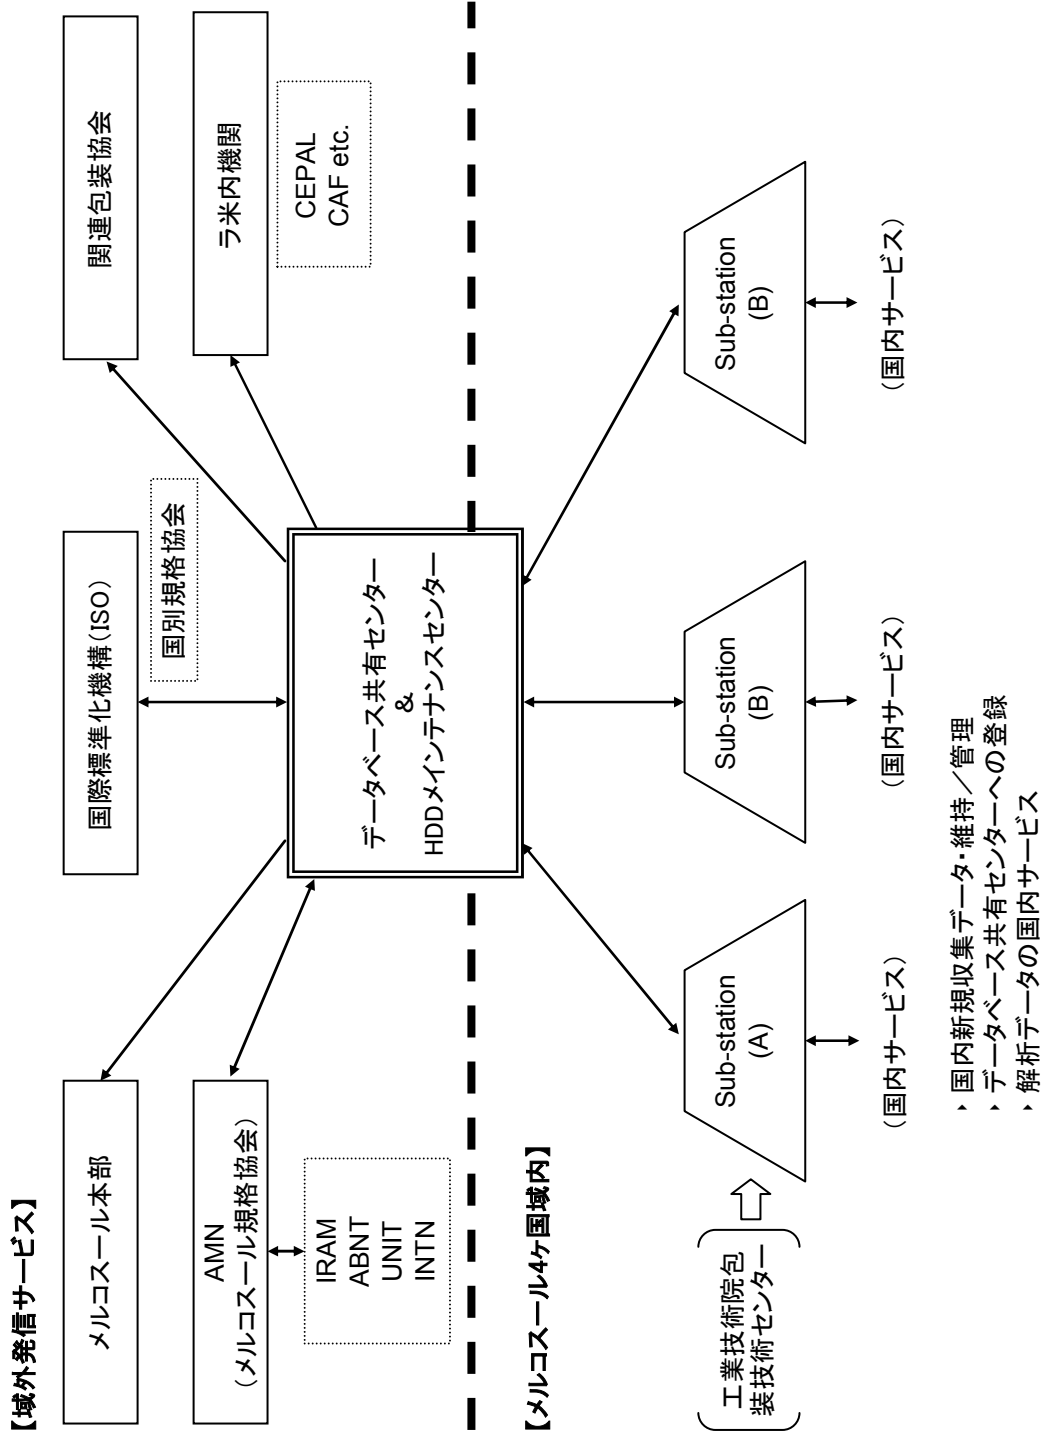 【域外発信サービス】
メルコスール本部
国際標準化機構(ISO)
関連包装協会
国別規格協会
AMN
(メルコスール規格協会)
ラ米内機関
IRAM
ABNT
UNIT
INTN
CEPAL
CAF etc.
データベース共有センター
&
HDDメインテナンスセンター
【メルコスール4ヶ国域内】
工業技術院包
装技術センター
Sub-station
(A)
Sub-station
(B)
Sub-station
(B)
(国内サービス)
(国内サービス)
(国内サービス)
‣ 国内新規収集データ・維持/管理
‣ データベース共有センターへの登録
‣ 解析データの国内サービス